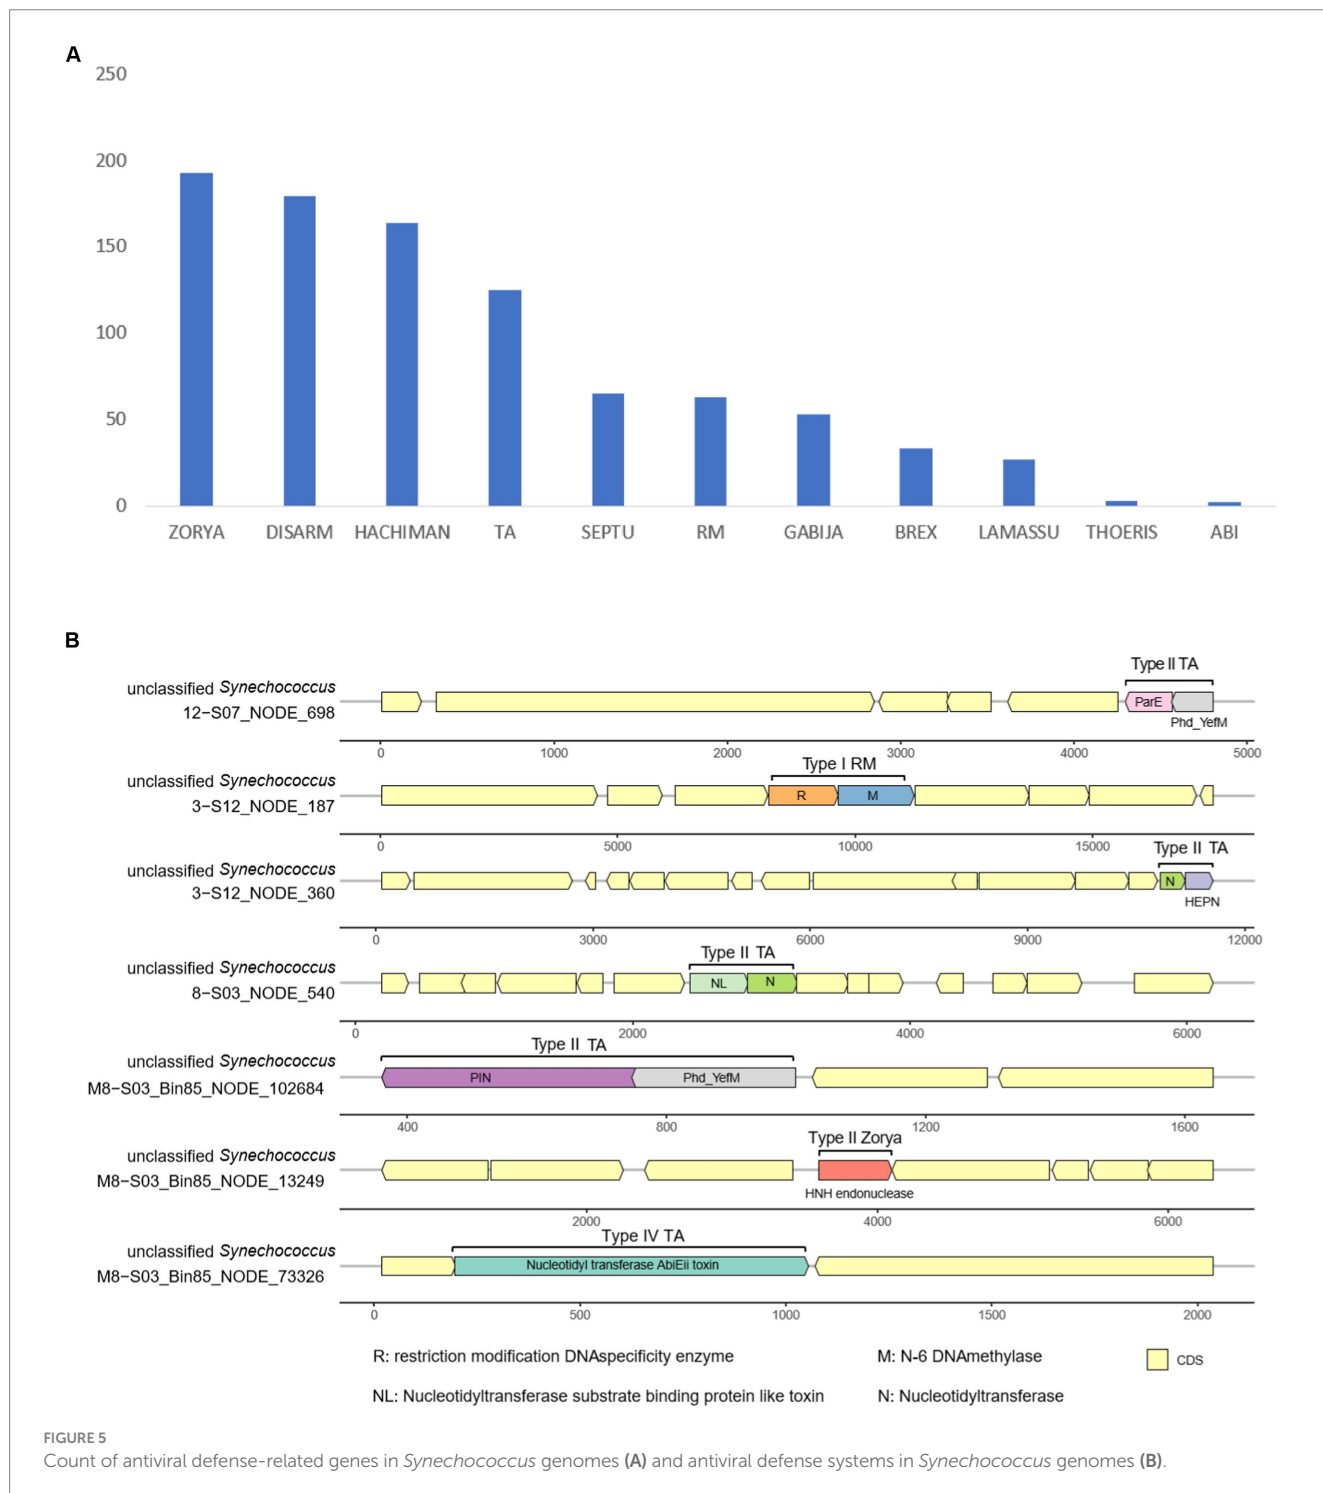 A
250
200
150
100
50
0
ZORYA DISARM HACHIMAN TA SEPTU RM GABIJA BREX LAMASSU THOERIS ABI
B
Type II TA
unclassified Synechococcus
12−S07_NODE_698
ParE
Phd_YefM
0 1000 2000 3000 4000 5000
Type I RM
unclassified Synechococcus
3−S12_NODE_187
R M
0 5000 10000 15000
Type II TA
unclassified Synechococcus
3−S12_NODE_360
N
HEPN
0 3000 6000 9000 12000
Type II TA
unclassified Synechococcus
8−S03_NODE_540
NL N
0 2000 4000 6000
Type II TA
unclassified Synechococcus
M8−S03_Bin85_NODE_102684
PIN Phd_YefM
400 800 1200 1600
Type II Zorya
unclassified Synechococcus
M8−S03_Bin85_NODE_13249
HNH endonuclease
2000 4000 6000
Type IV TA
unclassified Synechococcus
M8−S03_Bin85_NODE_73326
Nucleotidyl transferase AbiEii toxin
0 500 1000 1500 2000
R: restriction modification DNAspecificity enzyme M: N-6 DNAmethylase CDS
NL: Nucleotidyltransferase substrate binding protein like toxin N: Nucleotidyltransferase
FIGURE 5
Count of antiviral defense-related genes in Synechococcus genomes (A) and antiviral defense systems in Synechococcus genomes (B).